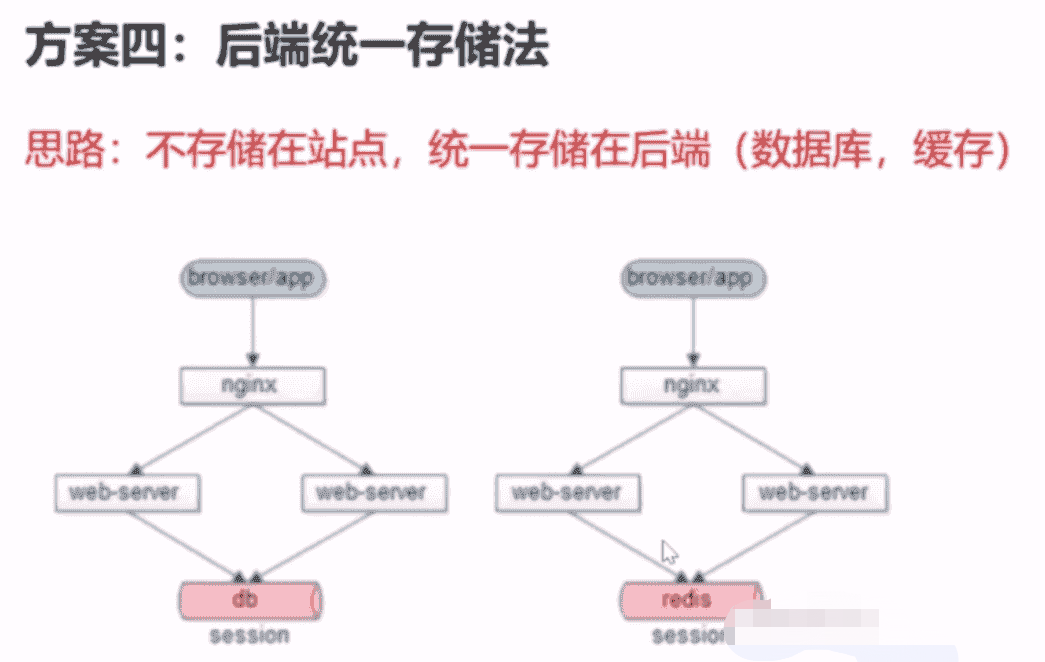 方案四：后端统一存储法
思路：不存储在站点，统一存储在后端（数据库，缓存）
browser/app
browser/app
nginx
nginx
web-server
web-server
web-server
web-server
db
redis
session
session